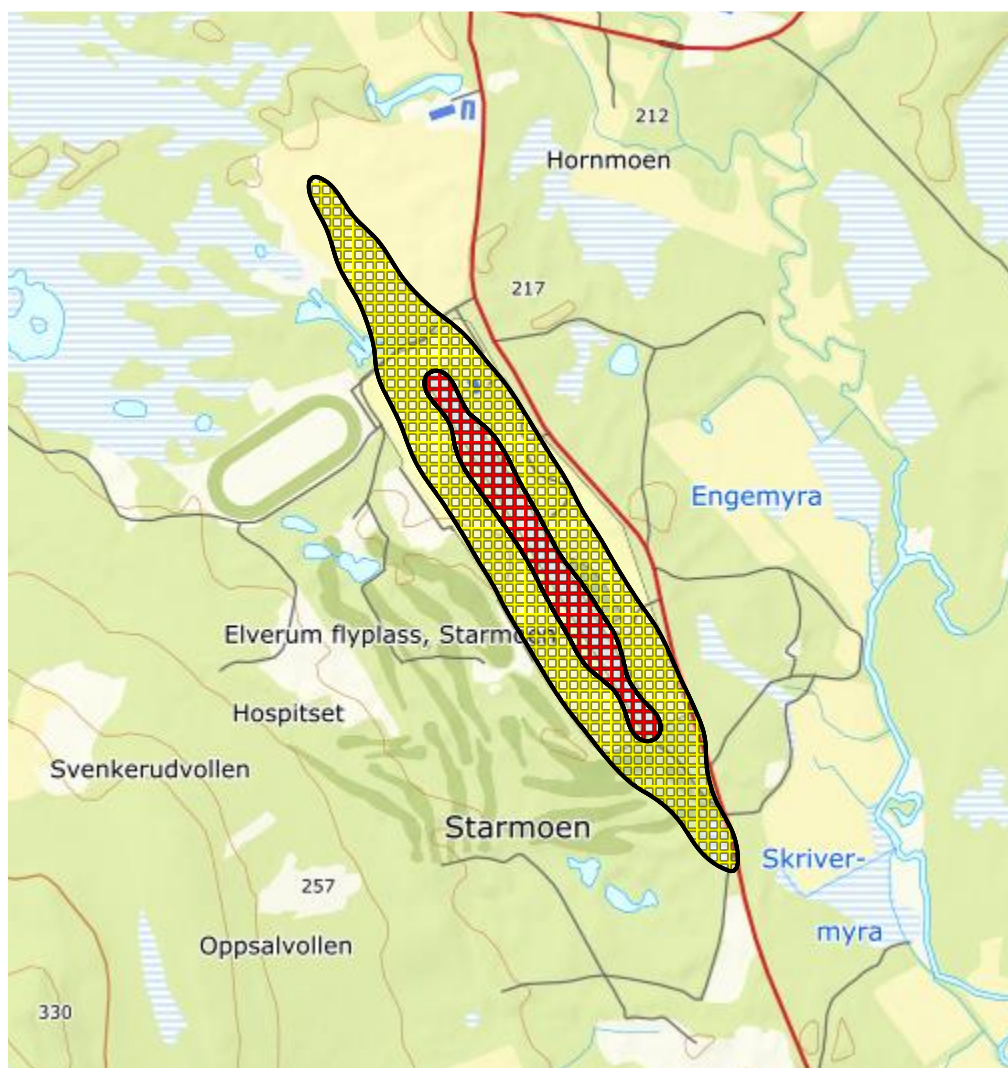 212
Hornmoen
217
Engemyra
Elverum flyplass, Starmoen
Hospitset
Svenkerudvollen
Starmoen
Skriver-
257
myra
Oppsalvollen
330